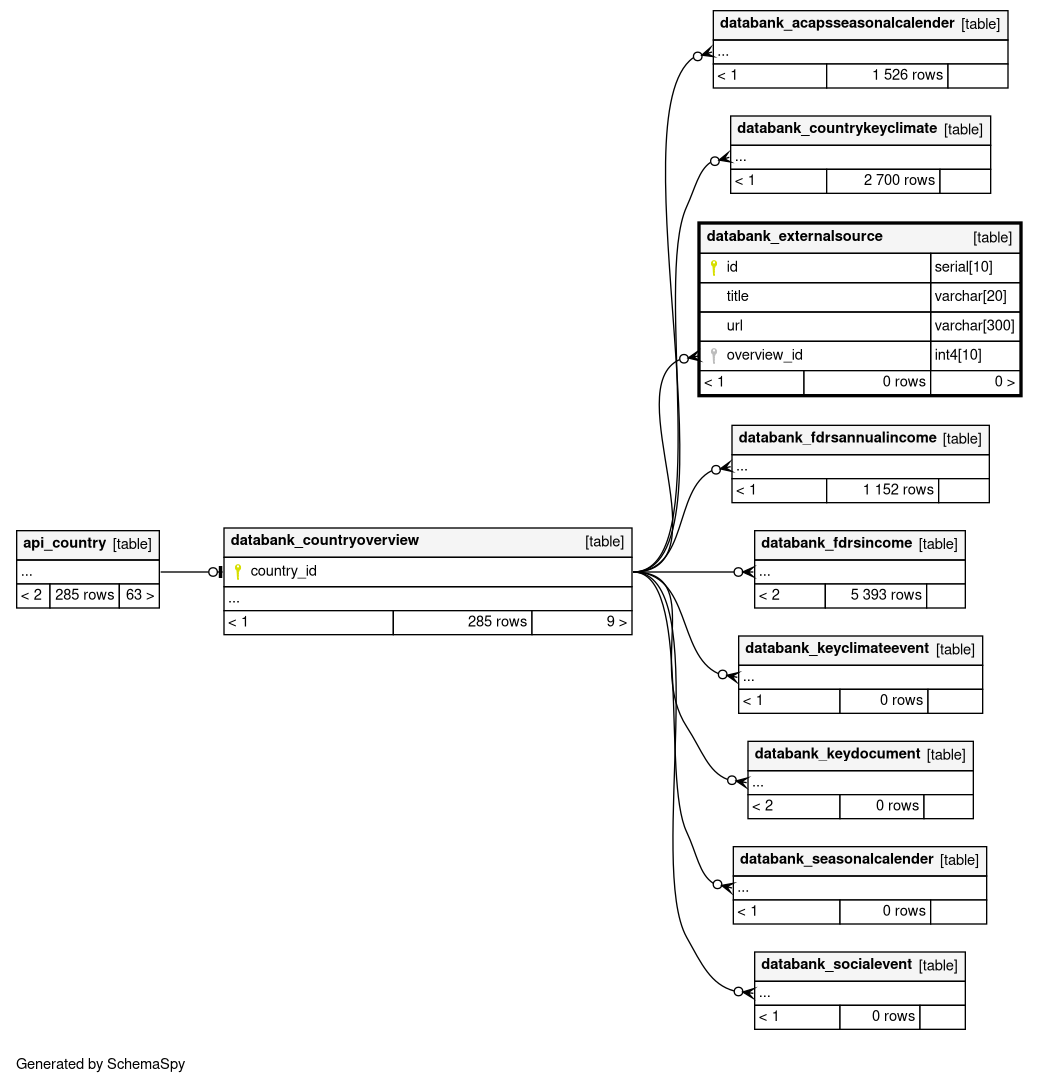 databank_acapsseasonalcalender [table]
...
< 1 1 526 rows
databank_countrykeyclimate [table]
...
< 1 2 700 rows
databank_externalsource [table]
id serial[10]
title varchar[20]
url varchar[300]
overview_id int4[10]
< 1 0 rows 0 >
databank_fdrsannualincome [table]
...
< 1 1 152 rows
api_country [table]
...
< 2 285 rows 63 >
databank_countryoverview [table]
country_id
...
< 1 285 rows 9 >
databank_fdrsincome [table]
...
< 2 5 393 rows
databank_keyclimateevent [table]
...
< 1 0 rows
databank_keydocument [table]
...
< 2 0 rows
databank_seasonalcalender [table]
...
< 1 0 rows
databank_socialevent [table]
...
< 1 0 rows
Generated by SchemaSpy